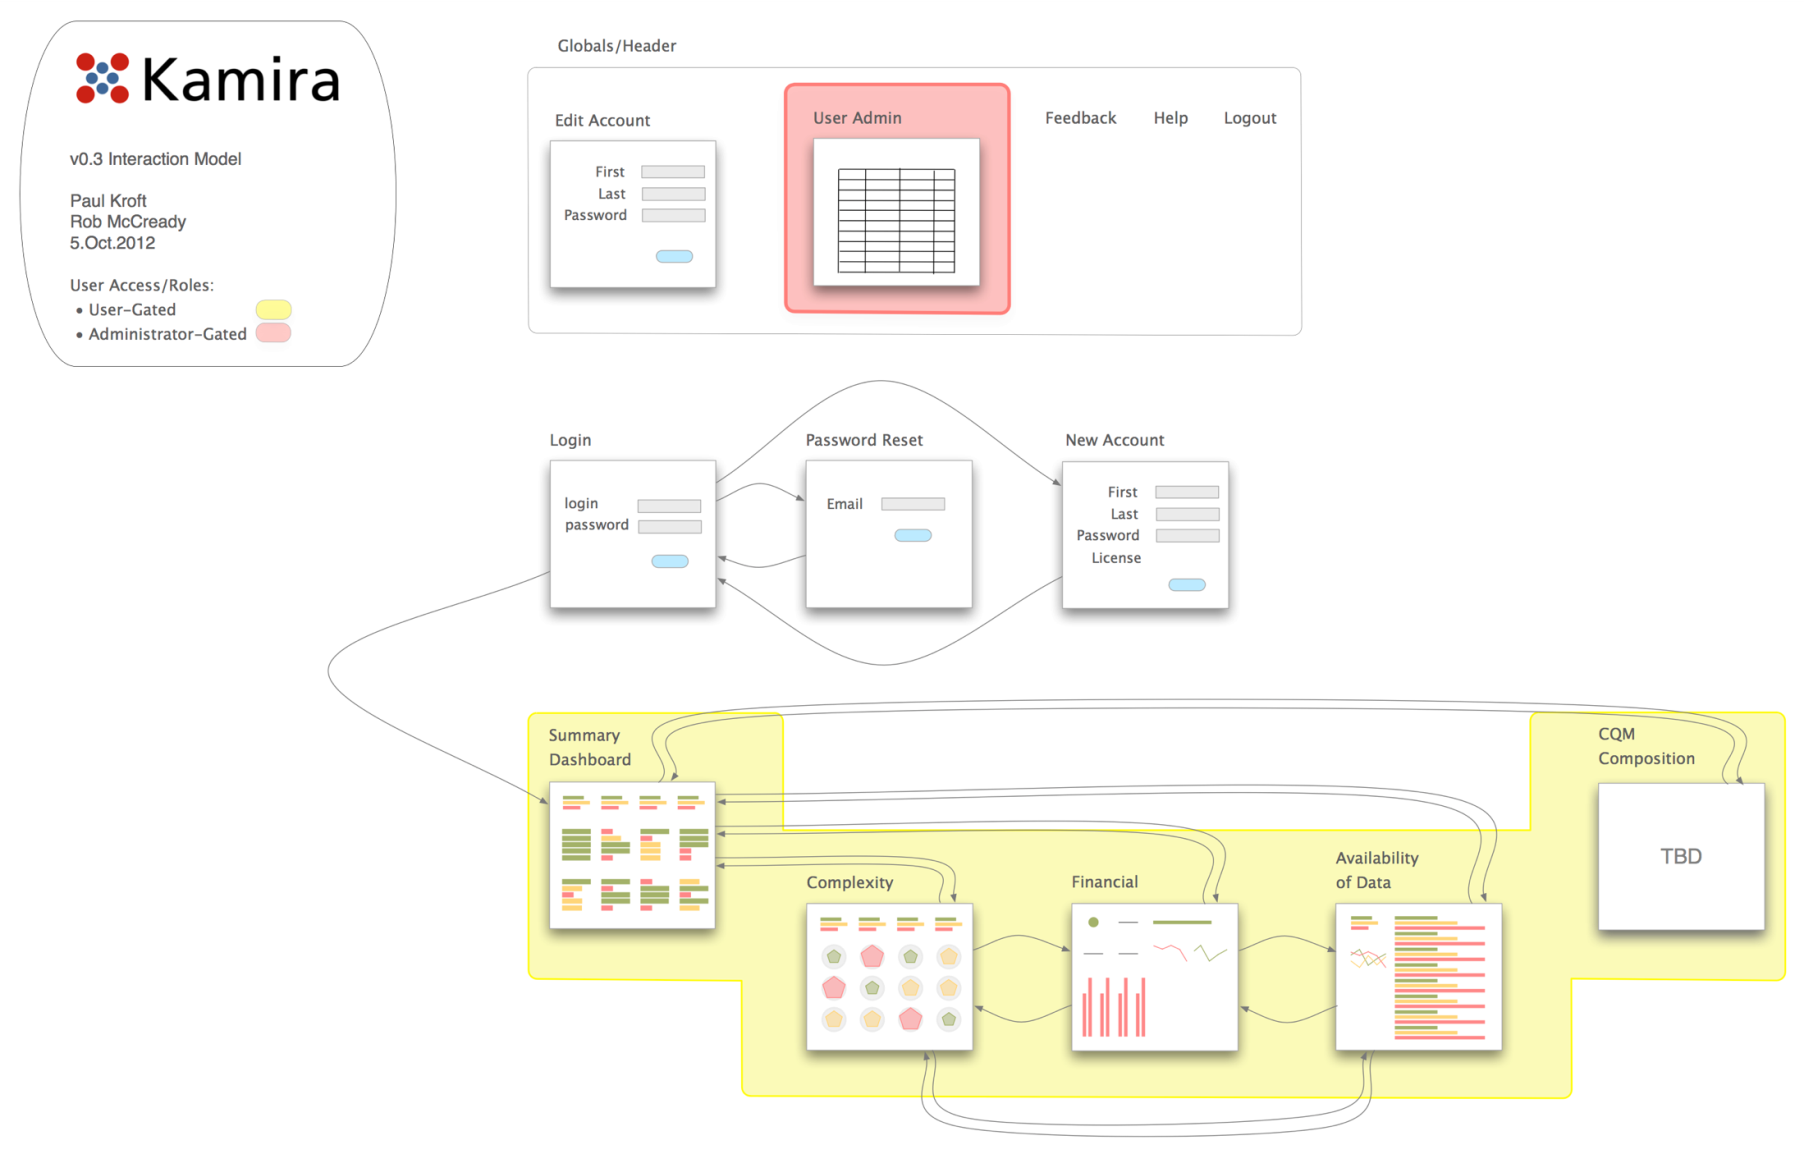 Kamira
v0.3 Interaction Model
Paul Kroft
Rob McCready
5.Oct.2012
User Access/Roles:
• User-Gated
• Administrator-Gated
Globals/Header
Edit Account
First
Last
Password
User Admin
Feedback
Help
Logout
Login
login
password
Password Reset
Email
New Account
First
Last
Password
License
Summary
Dashboard
Complexity
Financial
Availability
of Data
CQM
Composition
TBD